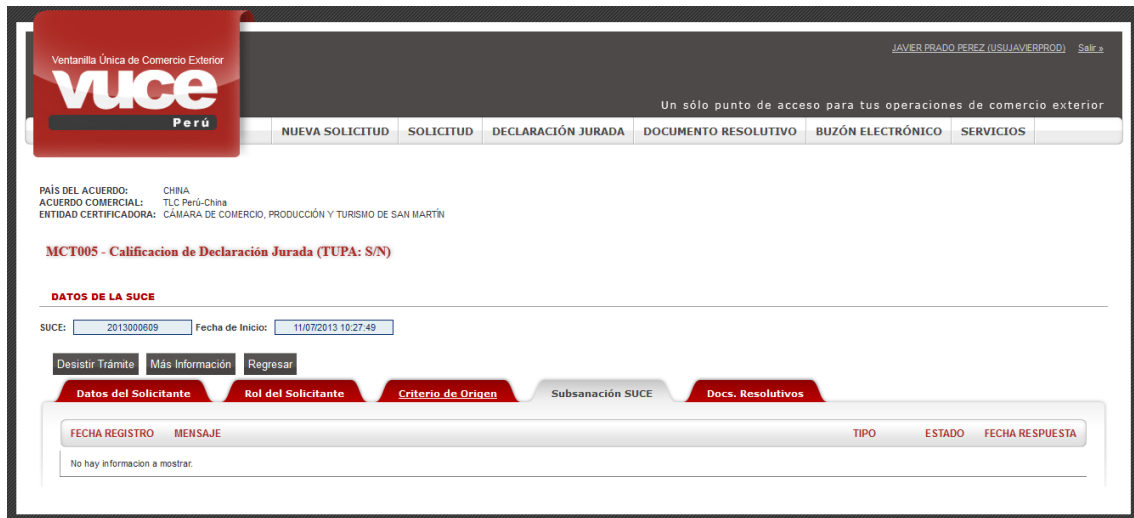 JAVIER PRADO PEREZ (USUJAVIERPROD) Salir »
Ventanilla Única de Comercio Exterior
vuce
Perú
Un sólo punto de acceso para tus operaciones de comercio exterior
NUEVA SOLICITUD SOLICITUD DECLARACIÓN JURADA DOCUMENTO RESOLUTIVO BUZÓN ELECTRÓNICO SERVICIOS
PAÍS DEL ACUERDO: CHINA
ACUERDO COMERCIAL: TLC Perú-China
ENTIDAD CERTIFICADORA: CÁMARA DE COMERCIO, PRODUCCIÓN Y TURISMO DE SAN MARTÍN
MCT005 - Calificacion de Declaración Jurada (TUPA: S/N)
DATOS DE LA SUCE
SUCE: 2013000609 Fecha de Inicio: 11/07/2013 10:27:49
Desistir Trámite Más Información Regresar
Datos del Solicitante Rol del Solicitante Criterio de Origen Subsanación SUCE Docs. Resolutivos
FECHA REGISTRO MENSAJE TIPO ESTADO FECHA RESPUESTA
No hay informacion a mostrar.